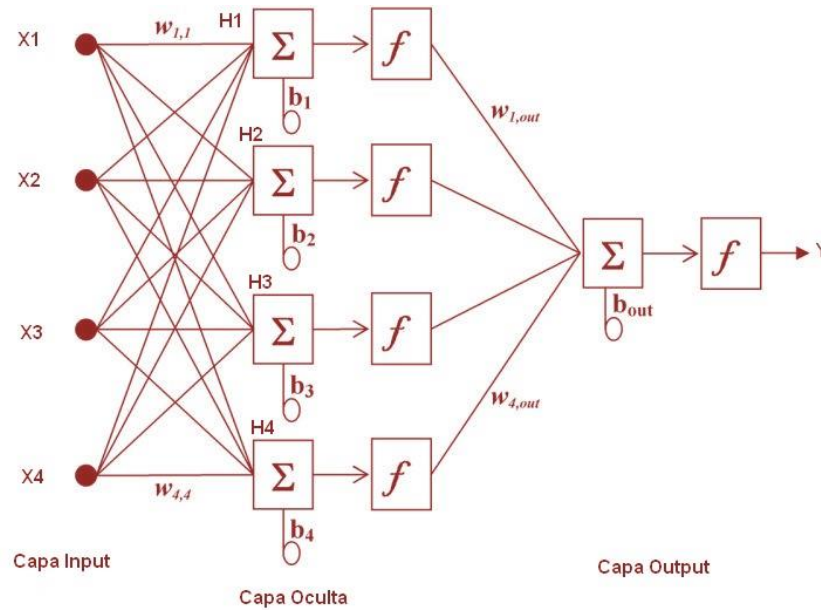 X1
w1,1
H1
Σ
f
b1
w1,out
X2
H2
Σ
f
b2
Σ
f
Y
bout
X3
H3
Σ
f
b3
w4,out
X4
w4,4
H4
Σ
f
b4
Capa Input
Capa Oculta
Capa Output